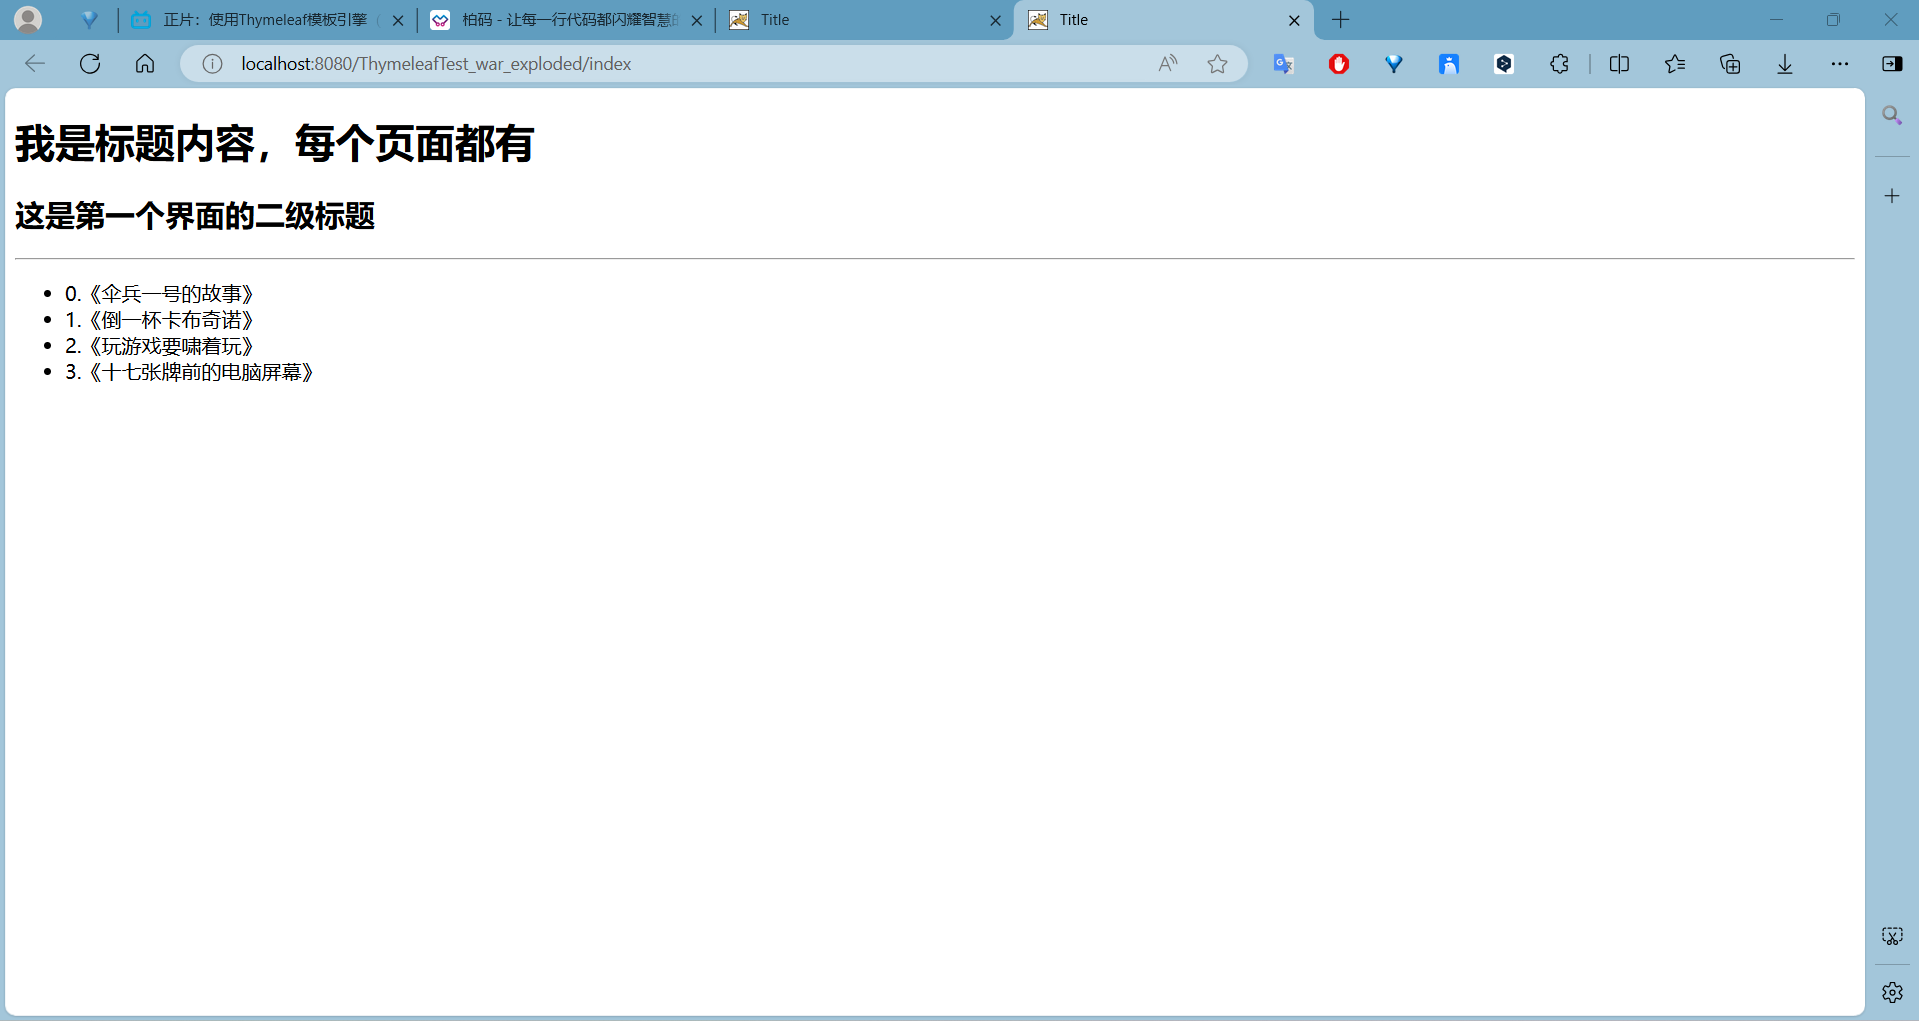 正片：使用Thymeleaf模板引擎
柏码 - 让每一行代码都闪耀智慧的
Title
Title
localhost:8080/ThymeleafTest_war_exploded/index
我是标题内容，每个页面都有
这是第一个界面的二级标题
0.《伞兵一号的故事》
1.《倒一杯卡布奇诺》
2.《玩游戏要啸着玩》
3.《十七张牌前的电脑屏幕》